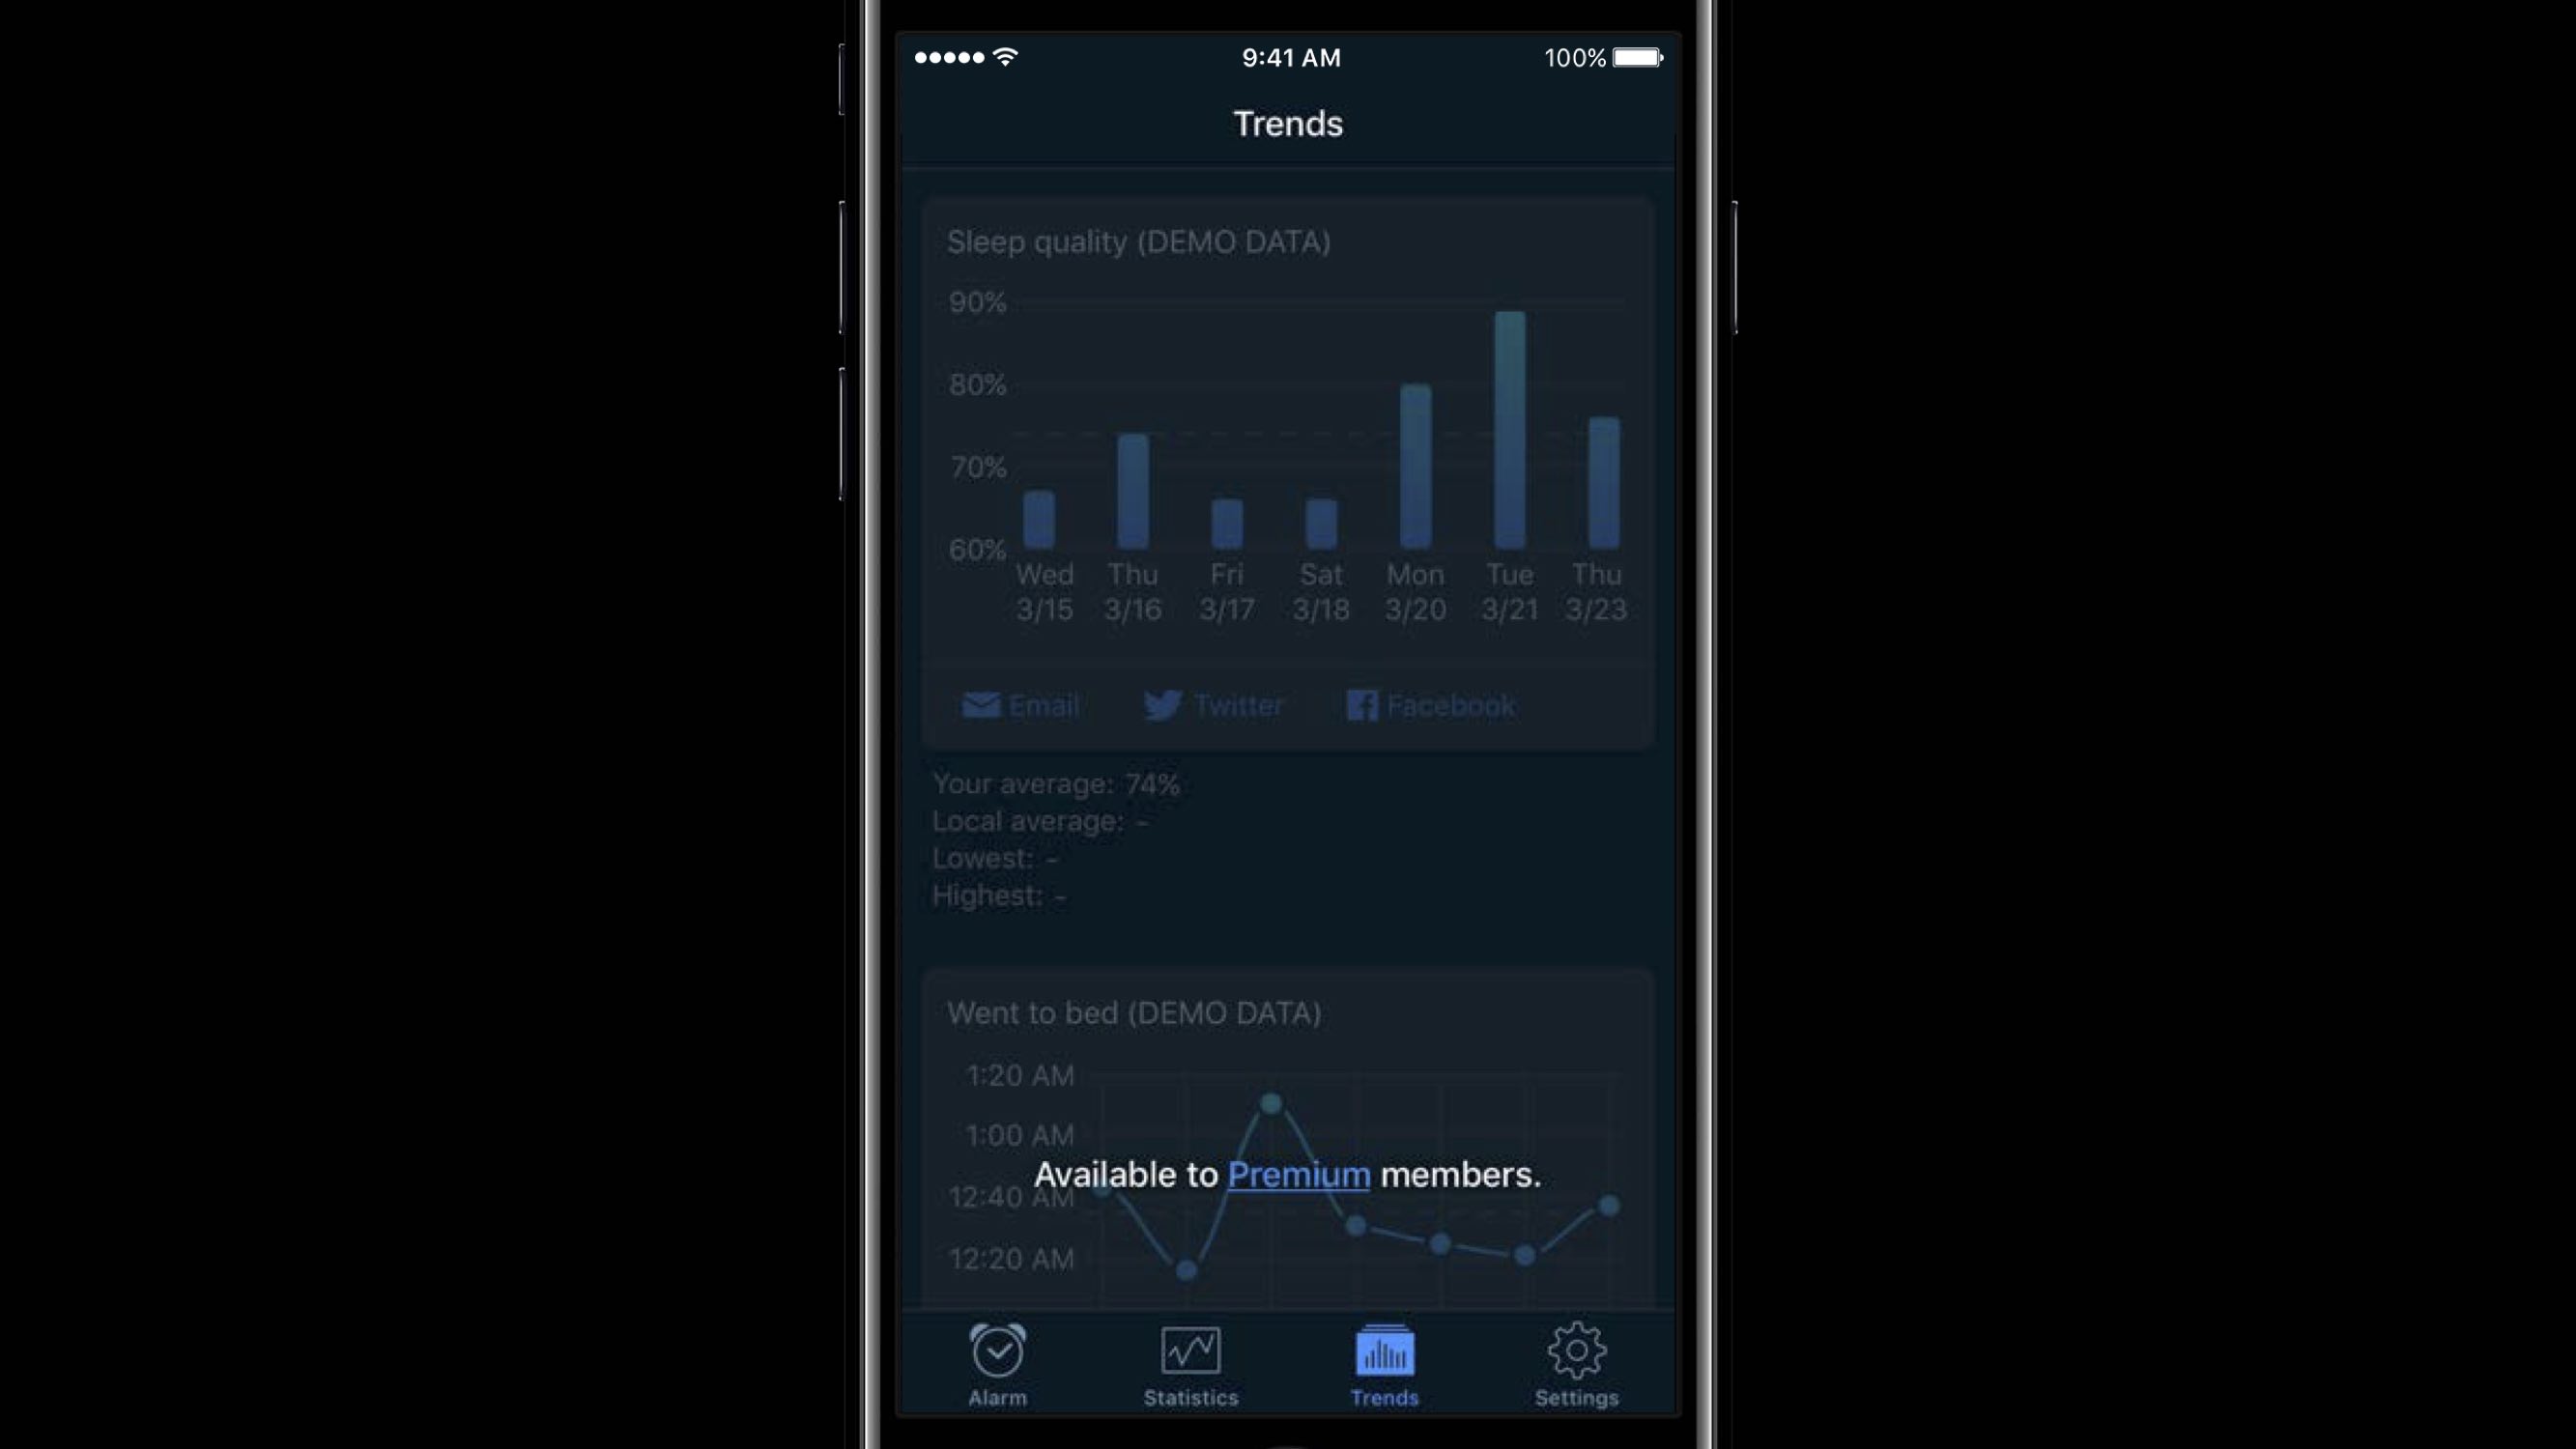 9:41 AM
100%
Trends
Sleep quality (DEMO DATA)
90%
80%
70%
60%
Wed Thu Fri Sat Mon Tue Thu
3/15 3/16 3/17 3/18 3/20 3/21 3/23
Email Twitter Facebook
Your average: 74%
Local average: -
Lowest: -
Highest: -
Went to bed (DEMO DATA)
1:20 AM
1:00 AM
Available to Premium members.
12:40 AM
12:20 AM
Alarm Statistics Trends Settings